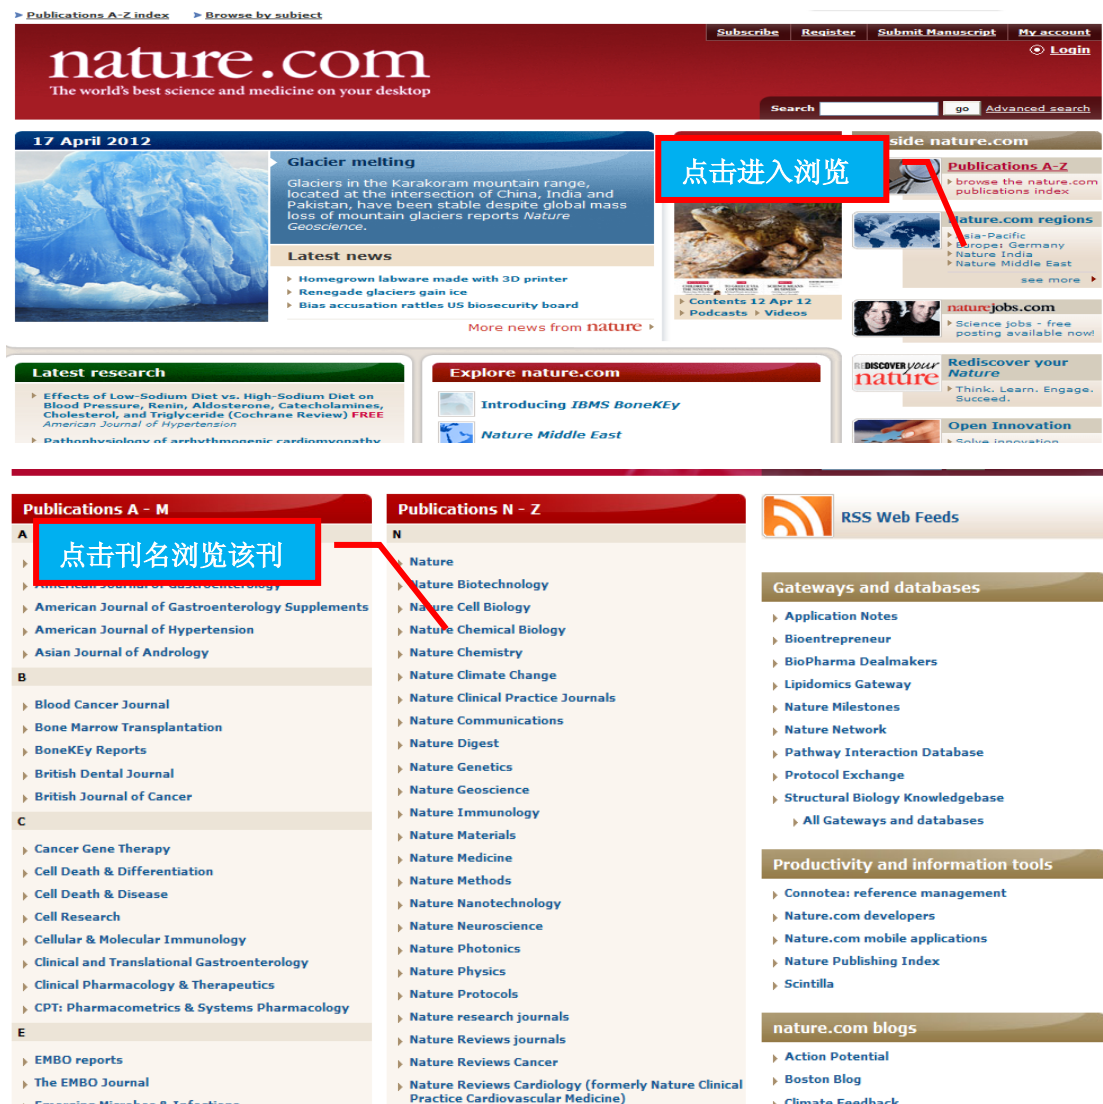 Publications A-Z index Browse by subject
Subscribe Register Submit Manuscript My account
nature.com
Login
The world's best science and medicine on your desktop
Search go Advanced search
17 April 2012
Glacier melting
Glaciers in the Karakoram mountain range,
located at the intersection of China, India and
Pakistan, have been stable despite global mass
loss of mountain glaciers reports Nature
Geoscience.
Latest news
Homegrown labware made with 3D printer
Renegade glaciers gain ice
Bias accusation rattles US biosecurity board
More news from nature
点击进入浏览
Contents 12 Apr 12
Podcasts Videos
side nature.com
Publications A-Z
browse the nature.com
publications index
Nature.com regions
Asia-Pacific
Europe: Germany
Nature India
Nature Middle East
see more
naturejobs.com
Science jobs - free
posting available now!
REDISCOVER YOUR
nature
Rediscover your
Nature
Think. Learn. Engage.
Succeed.
Open Innovation
Solve innovation
Latest research
Effects of Low-Sodium Diet vs. High-Sodium Diet on
Blood Pressure, Renin, Aldosterone, Catecholamines,
Cholesterol, and Triglyceride (Cochrane Review) FREE
American Journal of Hypertension
Pathophysiology of arrhythmogenic cardiomyopathy
Explore nature.com
Introducing IBMS BoneKEy
Nature Middle East
Publications A - M
A
点击刊名浏览该刊
American Journal of Gastroenterology
American Journal of Gastroenterology Supplements
American Journal of Hypertension
Asian Journal of Andrology
B
Blood Cancer Journal
Bone Marrow Transplantation
BoneKEy Reports
British Dental Journal
British Journal of Cancer
C
Cancer Gene Therapy
Cell Death & Differentiation
Cell Death & Disease
Cell Research
Cellular & Molecular Immunology
Clinical and Translational Gastroenterology
Clinical Pharmacology & Therapeutics
CPT: Pharmacometrics & Systems Pharmacology
E
EMBO reports
The EMBO Journal
Emerging Microbes & Infections
Publications N - Z
N
Nature
Nature Biotechnology
Nature Cell Biology
Nature Chemical Biology
Nature Chemistry
Nature Climate Change
Nature Clinical Practice Journals
Nature Communications
Nature Digest
Nature Genetics
Nature Geoscience
Nature Immunology
Nature Materials
Nature Medicine
Nature Methods
Nature Nanotechnology
Nature Neuroscience
Nature Photonics
Nature Physics
Nature Protocols
Nature research journals
Nature Reviews journals
Nature Reviews Cancer
Nature Reviews Cardiology (formerly Nature Clinical
Practice Cardiovascular Medicine)
RSS Web Feeds
Gateways and databases
Application Notes
Bioentrepreneur
BioPharma Dealmakers
Lipidomics Gateway
Nature Milestones
Nature Network
Pathway Interaction Database
Protocol Exchange
Structural Biology Knowledgebase
All Gateways and databases
Productivity and information tools
Connotea: reference management
Nature.com developers
Nature.com mobile applications
Nature Publishing Index
Scintilla
nature.com blogs
Action Potential
Boston Blog
Climate Feedback